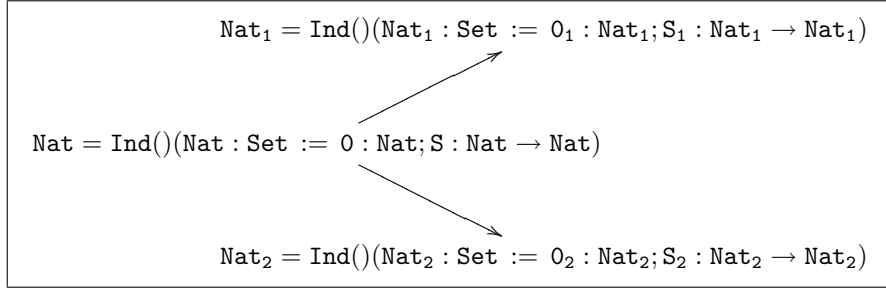 Nat₁ = Ind()(Nat₁ : Set := 0₁ : Nat₁; S₁ : Nat₁ → Nat₁)
Nat = Ind()(Nat : Set := 0 : Nat; S : Nat → Nat)
Nat₂ = Ind()(Nat₂ : Set := 0₂ : Nat₂; S₂ : Nat₂ → Nat₂)